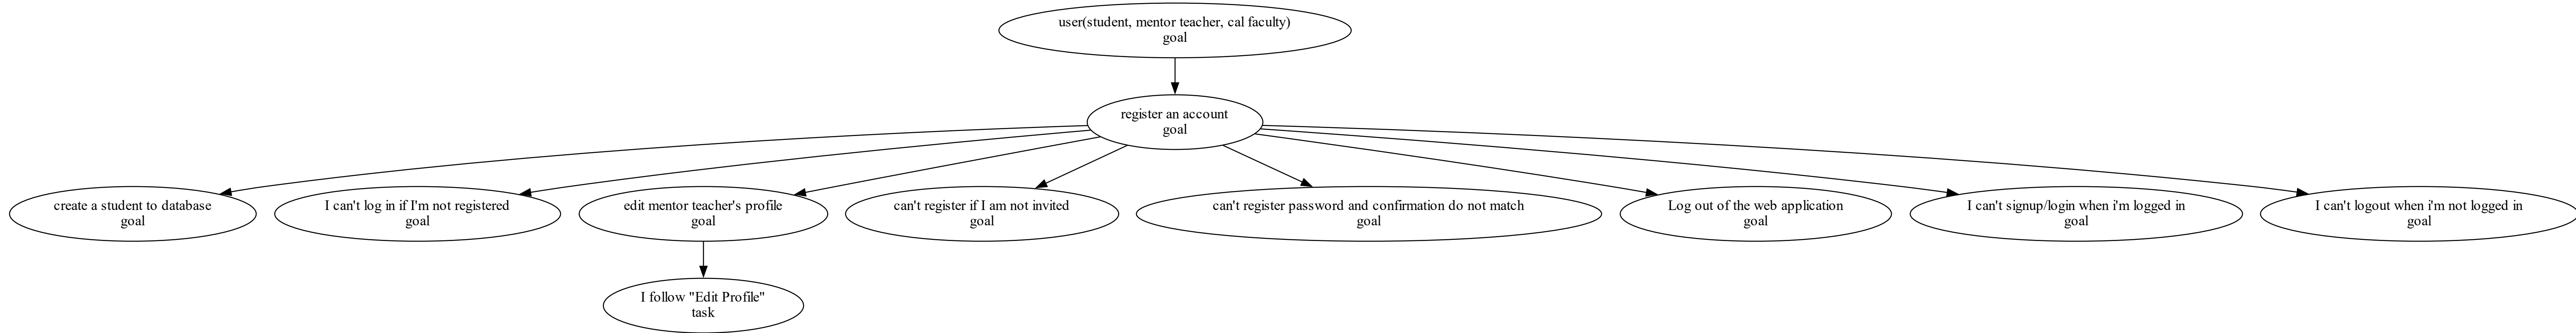 user(student, mentor teacher, cal faculty)
goal
register an account
goal
create a student to database
goal
I can't log in if I'm not registered
goal
edit mentor teacher's profile
goal
can't register if I am not invited
goal
can't register password and confirmation do not match
goal
Log out of the web application
goal
I can't signup/login when i'm logged in
goal
I can't logout when i'm not logged in
goal
I follow "Edit Profile"
task